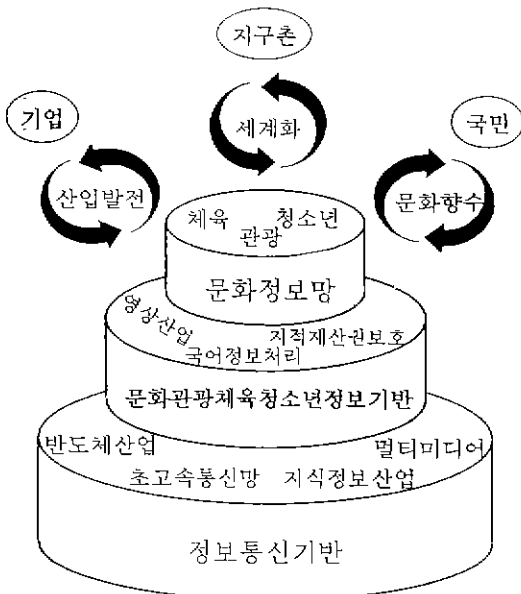 지구촌
세계화
기업
산업발전
국민
문화향수
체육 청소년
관광
문화정보망
영상산업 지적재산권보호
국어정보처리
문화관광체육청소년정보기반
반도체산업 멀티미디어
초고속통신망 지식정보산업
정보통신기반